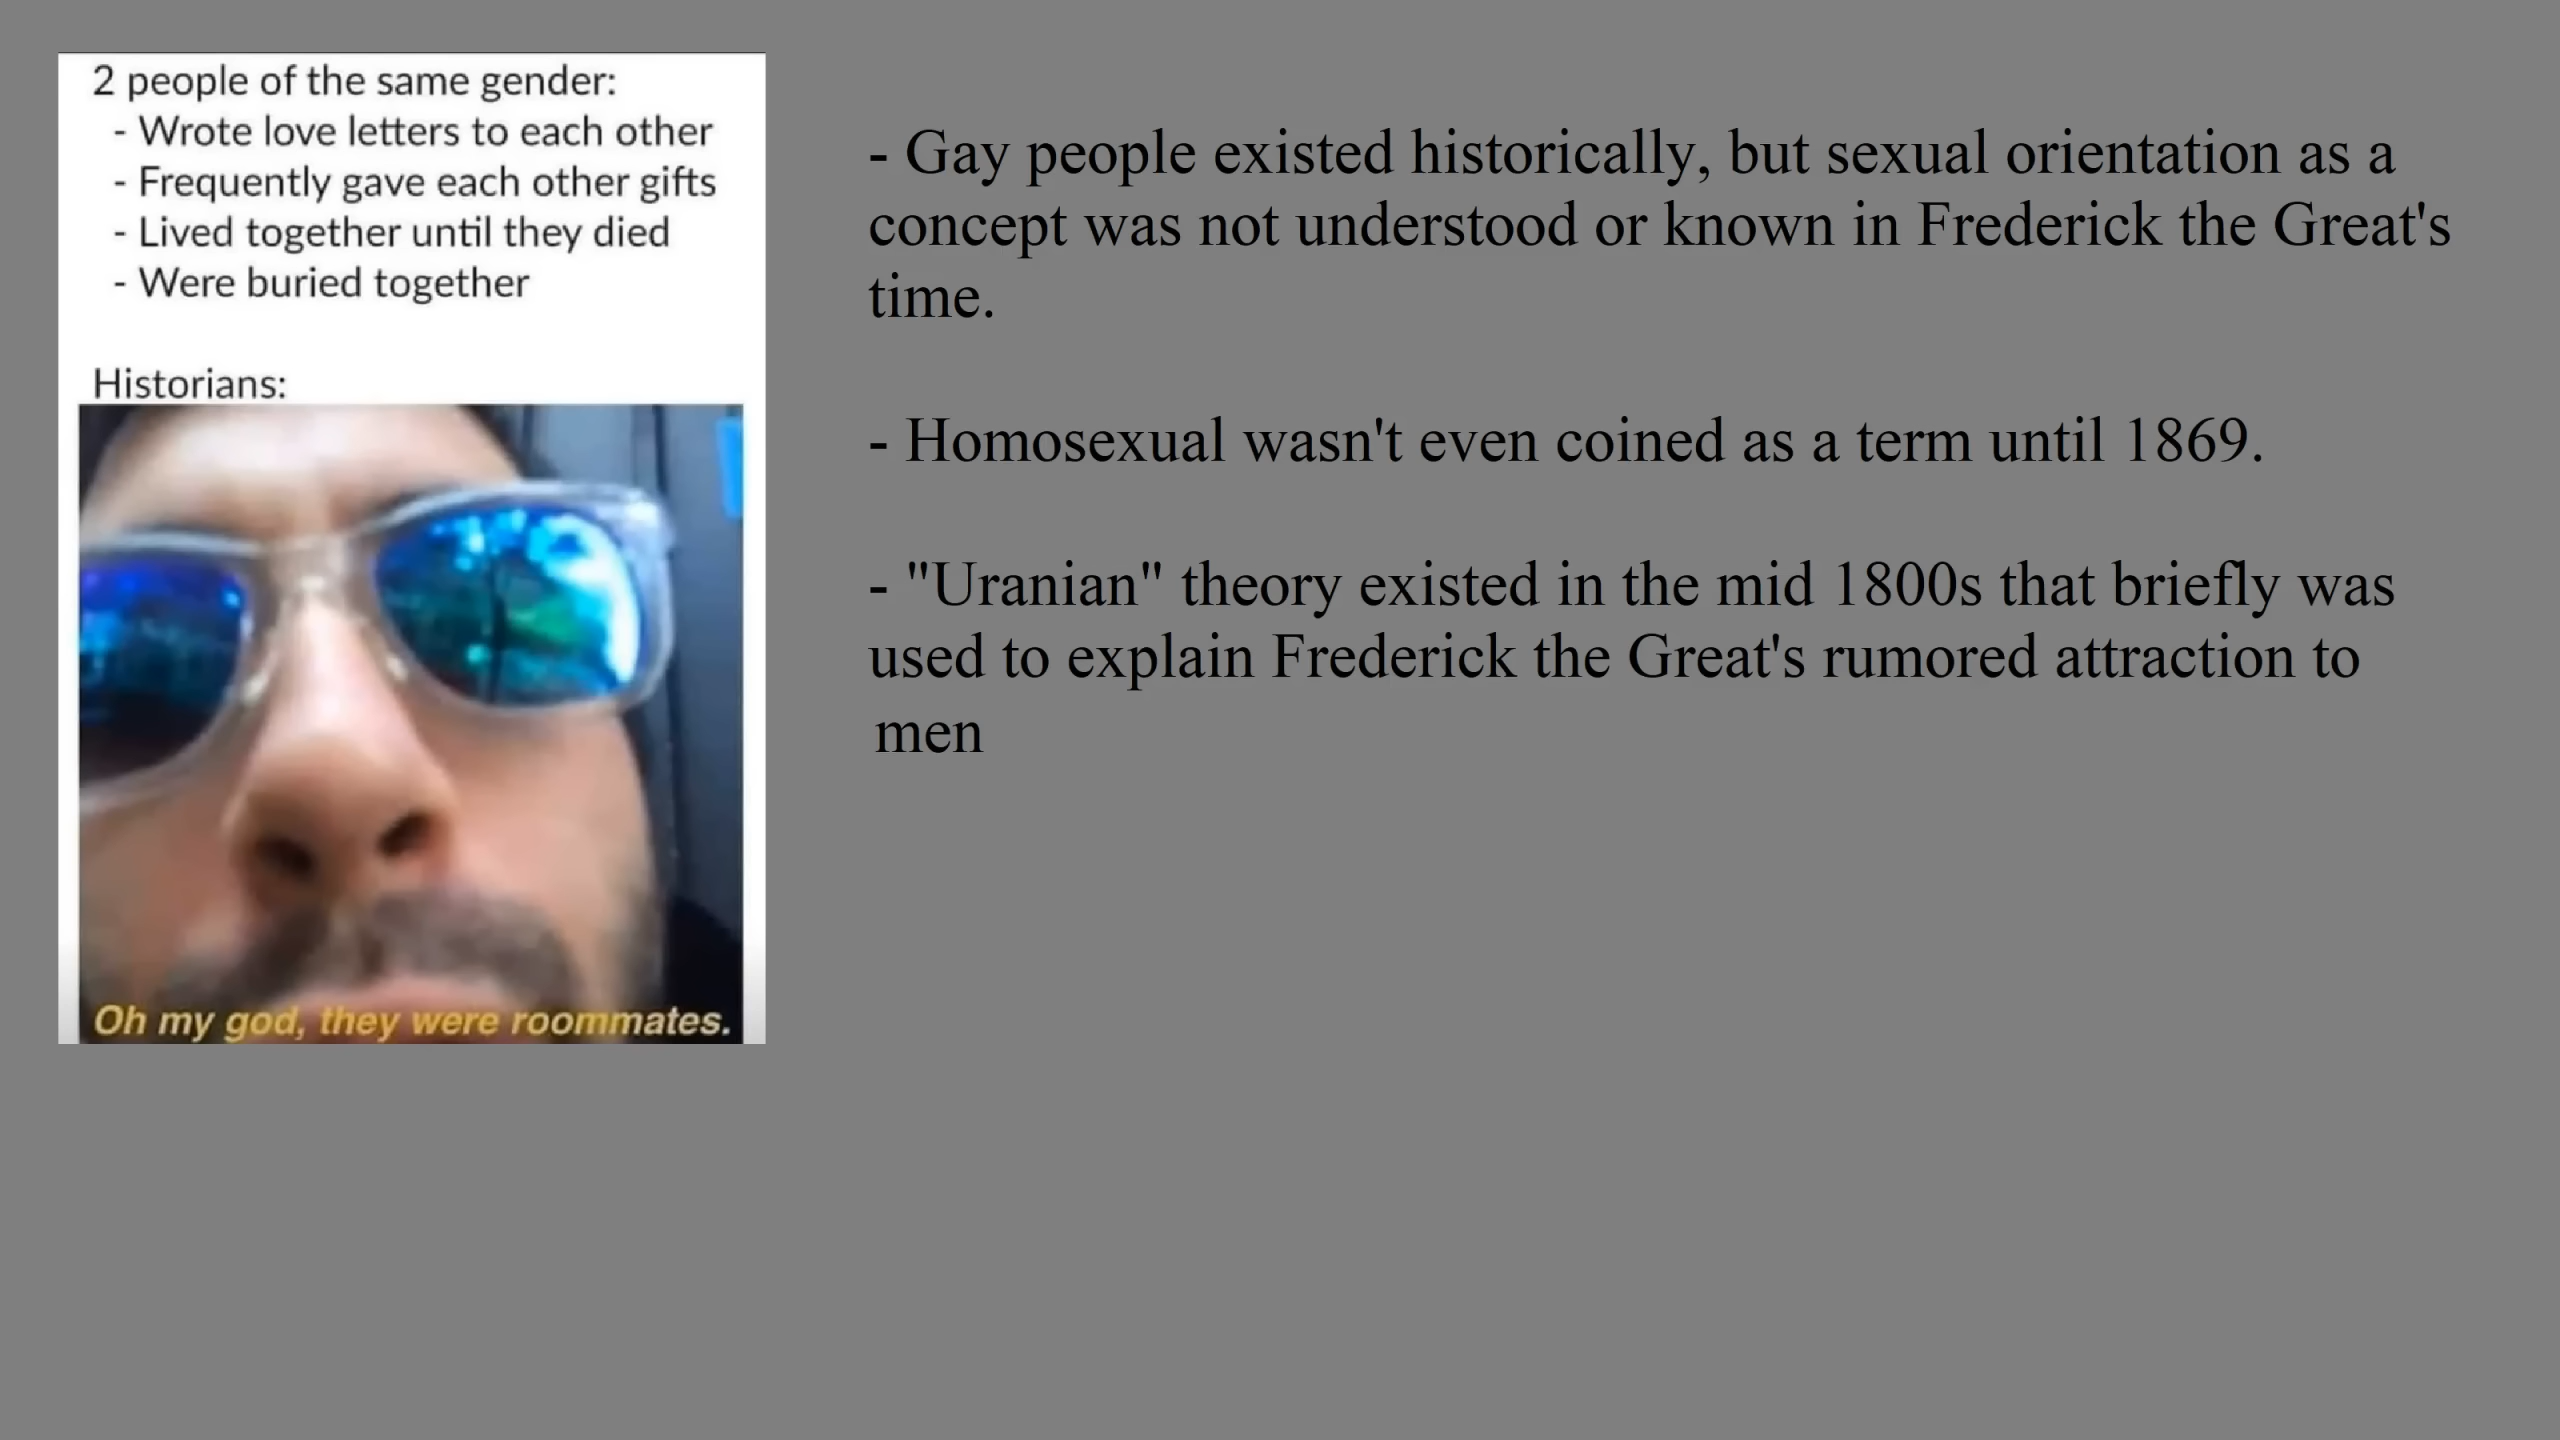 2 people of the same gender:
- Wrote love letters to each other
- Frequently gave each other gifts
- Lived together until they died
- Were buried together
Historians:
Oh my god, they were roommates.
- Gay people existed historically, but sexual orientation as a
concept was not understood or known in Frederick the Great's
time.
- Homosexual wasn't even coined as a term until 1869.
- "Uranian" theory existed in the mid 1800s that briefly was
used to explain Frederick the Great's rumored attraction to
men